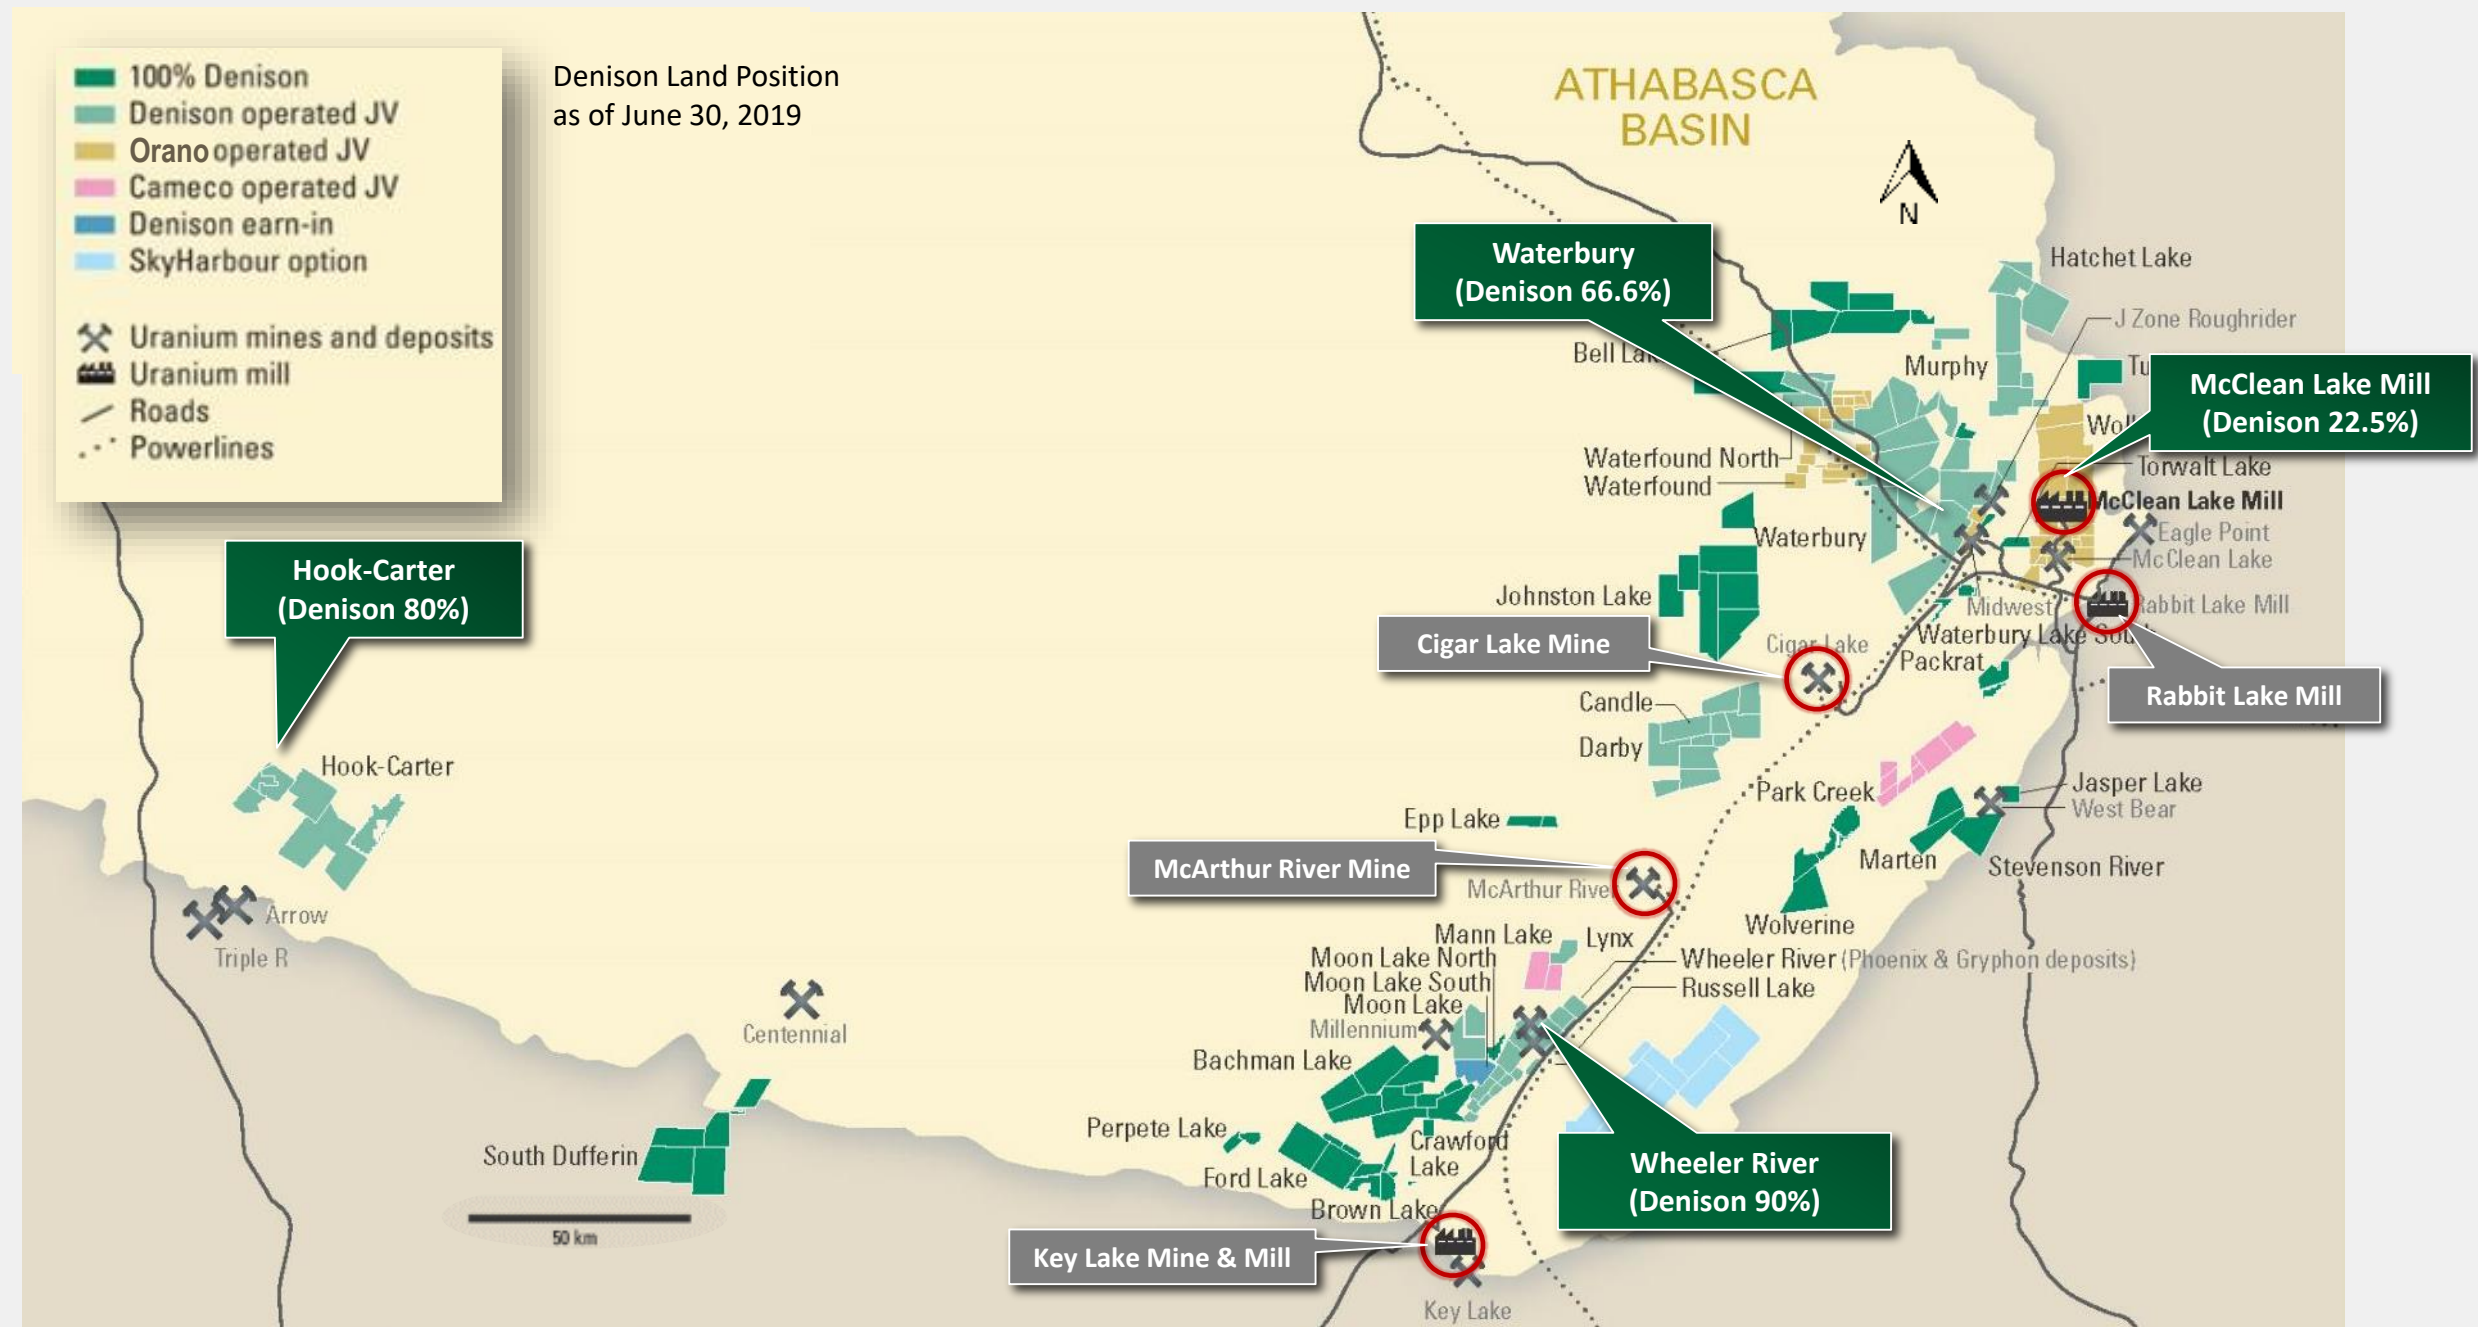 100% Denison
Denison operated JV
Orano operated JV
Cameco operated JV
Denison earn-in
SkyHarbour option
Uranium mines and deposits
Uranium mill
Roads
Powerlines
Denison Land Position
as of June 30, 2019
ATHABASCA
BASIN
N
Waterbury
(Denison 66.6%)
Hatchet Lake
J Zone Roughrider
Bell
Murphy
McClean Lake Mill
(Denison 22.5%)
Waterfound North
Waterfound
Torwalt Lake
McClean Lake Mill
Eagle Point
McClean Lake
Waterbury
Hook-Carter
(Denison 80%)
Johnston Lake
Midwest
Rabbit Lake Mill
Cigar Lake Mine
Cigar Lake
Waterbury Lake South
Packrat
Rabbit Lake Mill
Candle
Darby
Hook-Carter
Park Creek
Jasper Lake
West Bear
Epp Lake
McArthur River Mine
McArthur River
Marten
Stevenson River
Arrow
Triple R
Wolverine
Mann Lake
Lynx
Moon Lake North
Wheeler River (Phoenix & Gryphon deposits)
Moon Lake South
Russell Lake
Moon Lake
Millennium
Centennial
Bachman Lake
Perpete Lake
Crawford
Lake
South Dufferin
Ford Lake
Wheeler River
(Denison 90%)
Brown Lake
50 km
Key Lake Mine & Mill
Key Lake